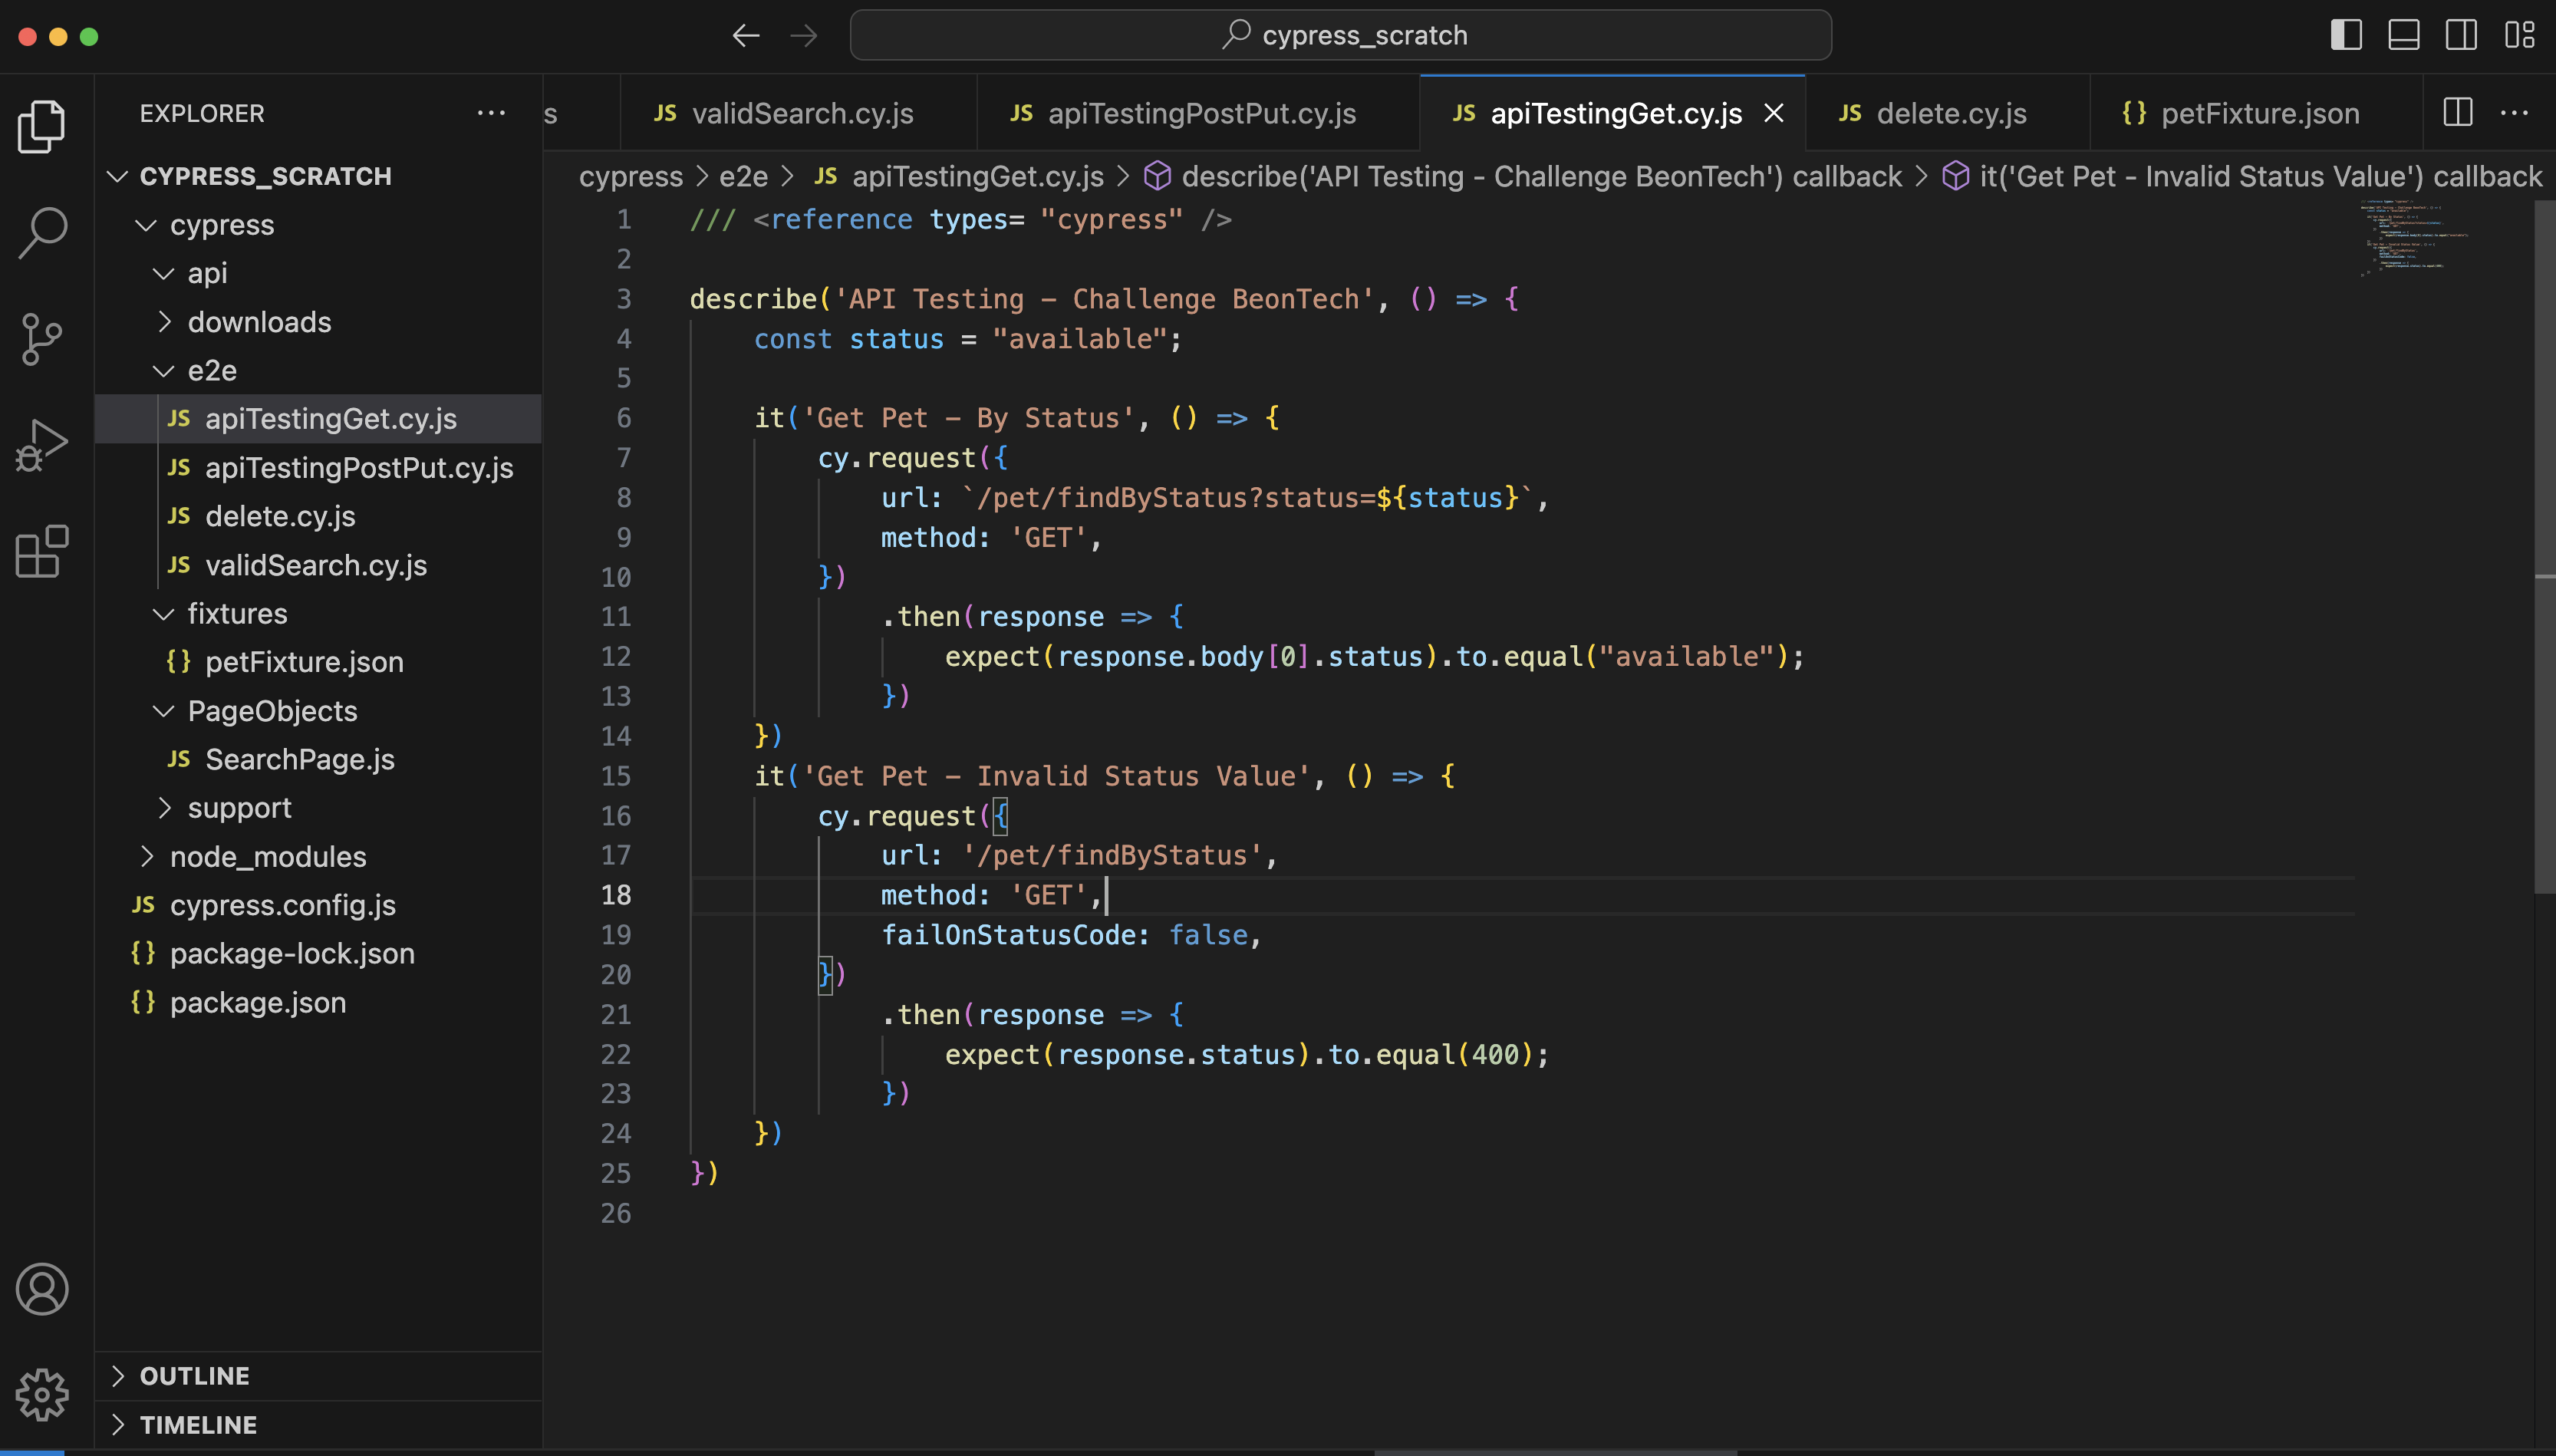 cypress_scratch
EXPLORER
s
JS validSearch.cy.js
JS apiTestingPostPut.cy.js
JS apiTestingGet.cy.js
JS delete.cy.js
{} petFixture.json
CYPRESS_SCRATCH
cypress
api
downloads
e2e
JS apiTestingGet.cy.js
JS apiTestingPostPut.cy.js
JS delete.cy.js
JS validSearch.cy.js
fixtures
{} petFixture.json
PageObjects
JS SearchPage.js
support
node_modules
JS cypress.config.js
{} package-lock.json
{} package.json
OUTLINE
TIMELINE
cypress > e2e > JS apiTestingGet.cy.js > describe('API Testing - Challenge BeonTech') callback > it('Get Pet - Invalid Status Value') callback
1 /// <reference types= "cypress" />
2
3 describe('API Testing - Challenge BeonTech', () => {
4 const status = "available";
5
6 it('Get Pet - By Status', () => {
7 cy.request({
8 url: `/pet/findByStatus?status=${status}`,
9 method: 'GET',
10 })
11 .then(response => {
12 expect(response.body[0].status).to.equal("available");
13 })
14 })
15 it('Get Pet - Invalid Status Value', () => {
16 cy.request({
17 url: '/pet/findByStatus',
18 method: 'GET',
19 failOnStatusCode: false,
20 })
21 .then(response => {
22 expect(response.status).to.equal(400);
23 })
24 })
25 })
26